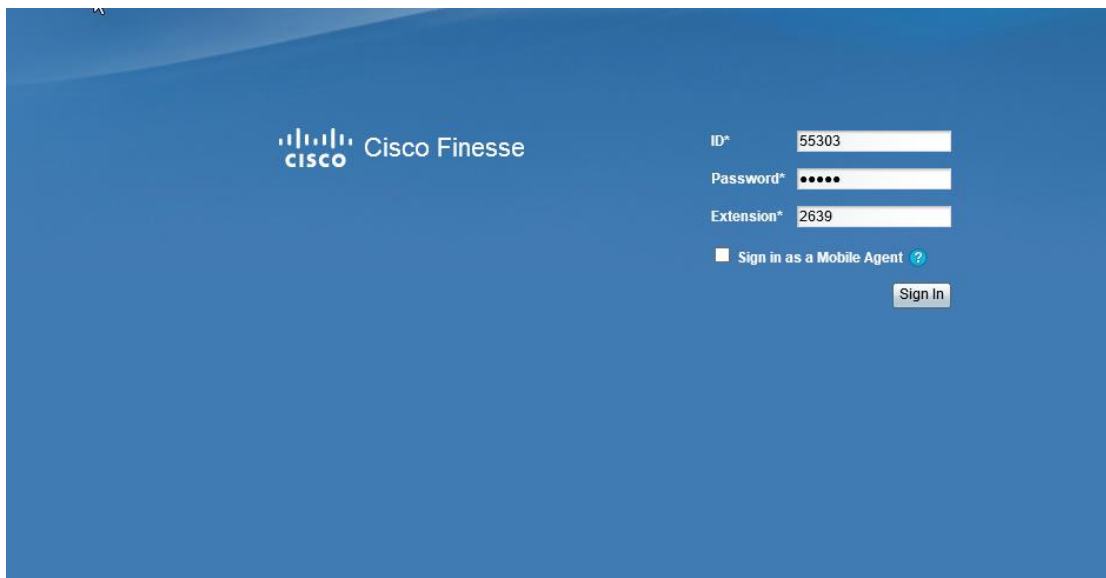 CISCO Cisco Finesse
ID* 55303
Password* •••••
Extension* 2639
Sign in as a Mobile Agent ?
Sign In